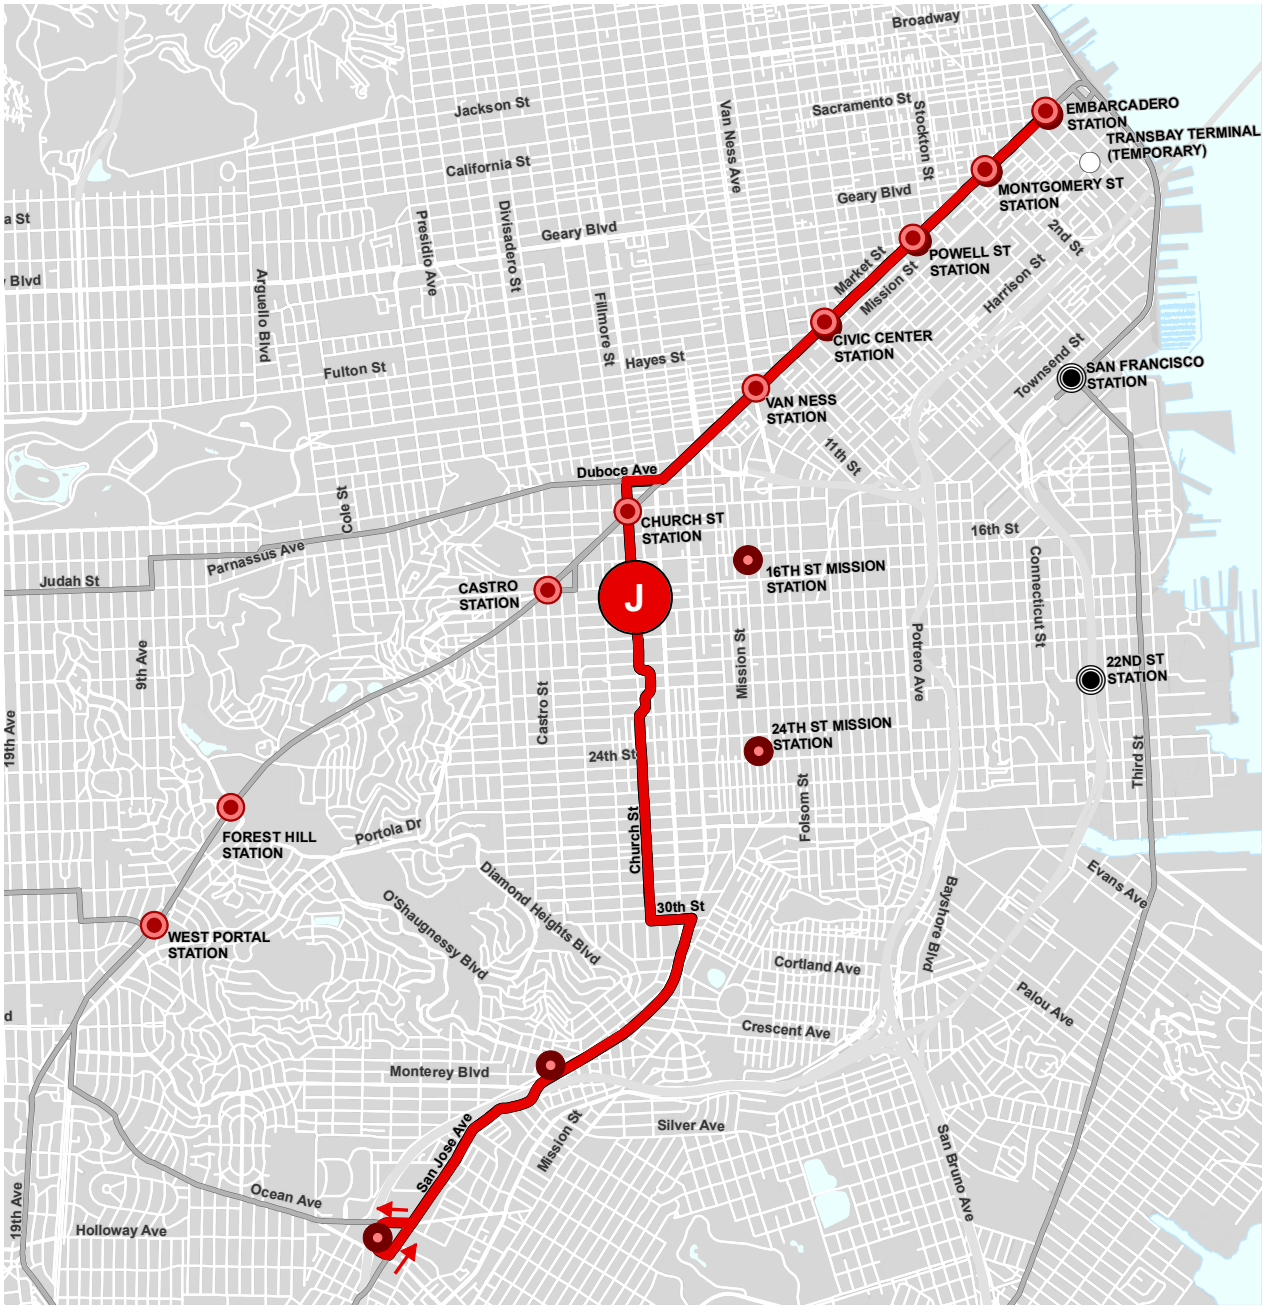 Broadway
Jackson St
Sacramento St
Stockton St
Van Ness Ave
EMBARCADERO
STATION
TRANSBAY TERMINAL
(TEMPORARY)
California St
MONTGOMERY ST
STATION
Geary Blvd
a St
Presidio Ave
Divisadero St
Geary Blvd
2nd St
POWELL ST
STATION
Market St
Mission St
Harrison St
Blvd
Arguello Blvd
Fillmore St
CIVIC CENTER
STATION
Hayes St
Fulton St
Townsend St
SAN FRANCISCO
STATION
VAN NESS
STATION
11th St
Duboce Ave
Cole St
CHURCH ST
STATION
16th St
Parnassus Ave
Judah St
CASTRO
STATION
16TH ST MISSION
STATION
Connecticut St
J
9th Ave
Mission St
Potrero Ave
22ND ST
STATION
19th Ave
Castro St
24TH ST MISSION
STATION
24th St
Third St
Folsom St
FOREST HILL
STATION
Portola Dr
Church St
Diamond Heights Blvd
O'Shaugnessy Blvd
30th St
Bayshore Blvd
Evans Ave
WEST PORTAL
STATION
Cortland Ave
Palou Ave
d
Crescent Ave
Monterey Blvd
San Jose Ave
Mission St
Silver Ave
San Bruno Ave
19th Ave
Ocean Ave
Holloway Ave